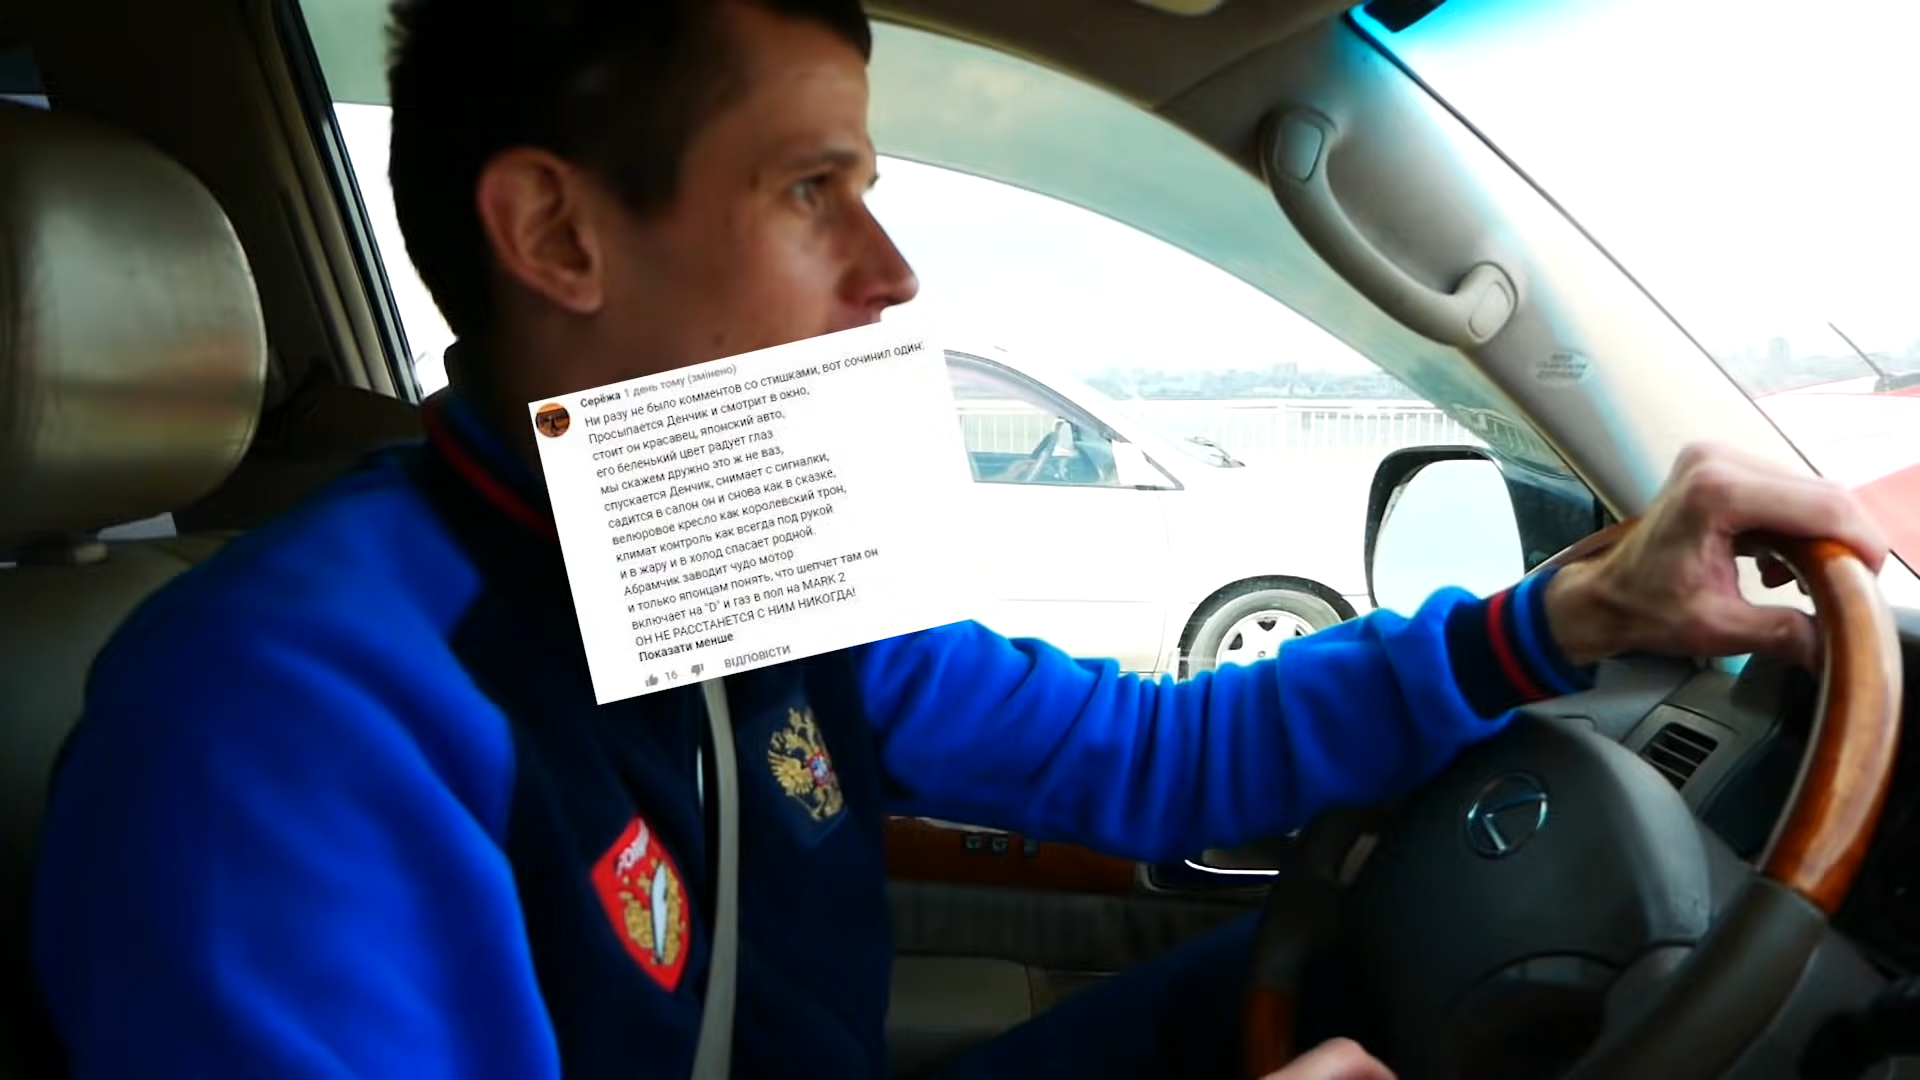 Серёжа 1 день тому (змінено)
Ни разу не было комментов со стишками, вот сочинил один:
Просыпается Денчик и смотрит в окно,
стоит он красавец, японский авто,
его беленький цвет радует глаз
мы скажем дружно это ж не ваз,
спускается Денчик, снимает с сигналки,
садится в салон он и снова как в сказке,
велюровое кресло как королевский трон,
климат контроль как всегда под рукой
и в жару и в холод спасает родной.
Абрамчик заводит чудо мотор
и только японцам понять, что шепчет там он
включает на "D" и газ в пол на MARK 2
ОН НЕ РАССТАНЕТСЯ С НИМ НИКОГДА!
Показати менше
16 ВІДПОВІСТИ